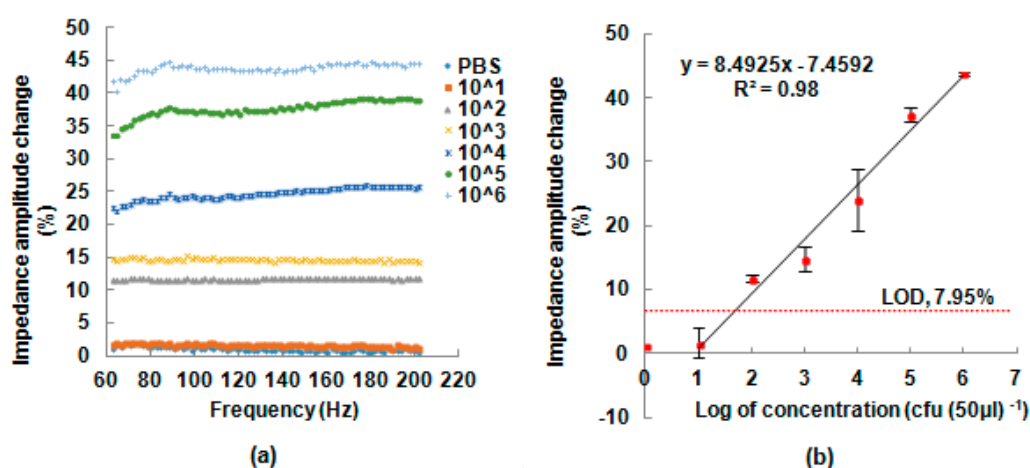 50
45
40
35
30
25
20
15
10
5
0
Impedance amplitude change
(%)
60 80 100 120 140 160 180 200 220
Frequency (Hz)
PBS
10^1
10^2
10^3
10^4
10^5
10^6
(a)
50
40
30
20
10
0
-10
Impedance amplitude change
(%)
y = 8.4925x - 7.4592
R² = 0.98
LOD, 7.95%
0 1 2 3 4 5 6 7
Log of concentration (cfu (50µl) ⁻¹)
(b)